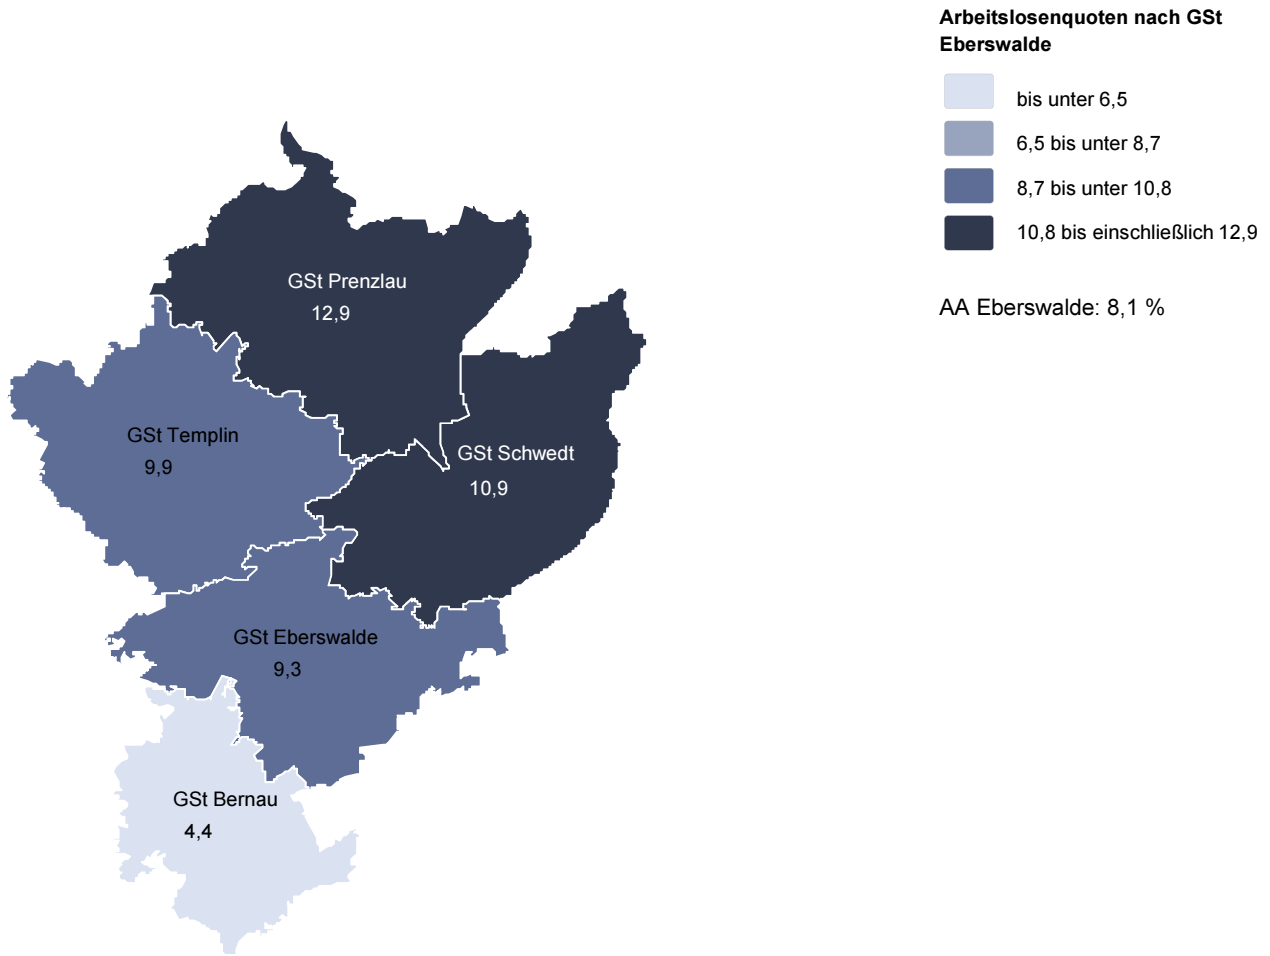 Arbeitslosenquoten nach GSt
Eberswalde
bis unter 6,5
6,5 bis unter 8,7
8,7 bis unter 10,8
10,8 bis einschließlich 12,9
AA Eberswalde: 8,1 %
GSt Prenzlau
12,9
GSt Templin
9,9
GSt Schwedt
10,9
GSt Eberswalde
9,3
GSt Bernau
4,4